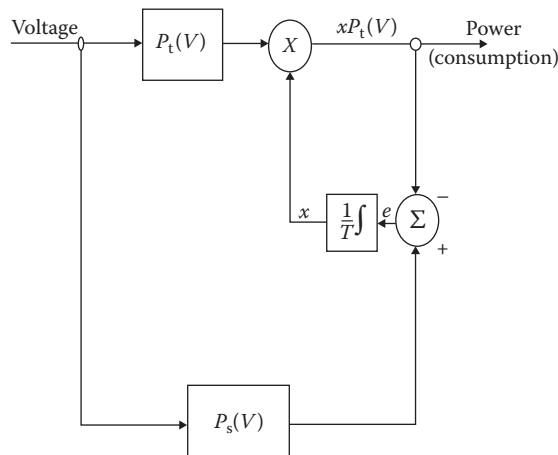 Voltage
P_t(V)
X
xP_t(V)
Power
(consumption)
x
1/T ∫
e
Σ
−
+
P_s(V)